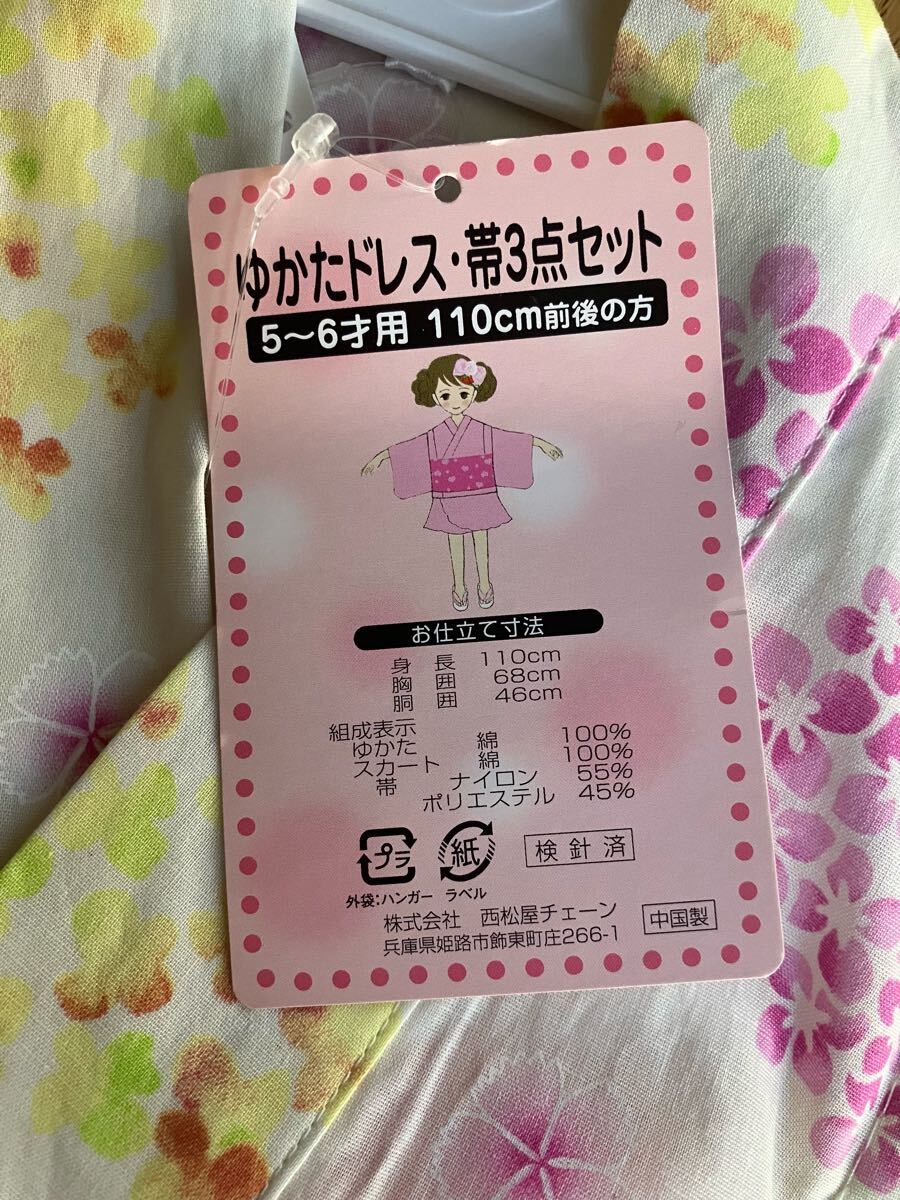 ゆかたドレス・帯3点セット
5〜6才用 110cm前後の方
お仕立て寸法
身長 110cm
胸囲 68cm
胴囲 46cm
組成表示
ゆかた 綿 100%
スカート 綿 100%
帯 ナイロン 55%
ポリエステル 45%
プラ 紙 検針済
外袋:ハンガー ラベル
株式会社 西松屋チェーン
兵庫県姫路市飾東町庄266-1
中国製